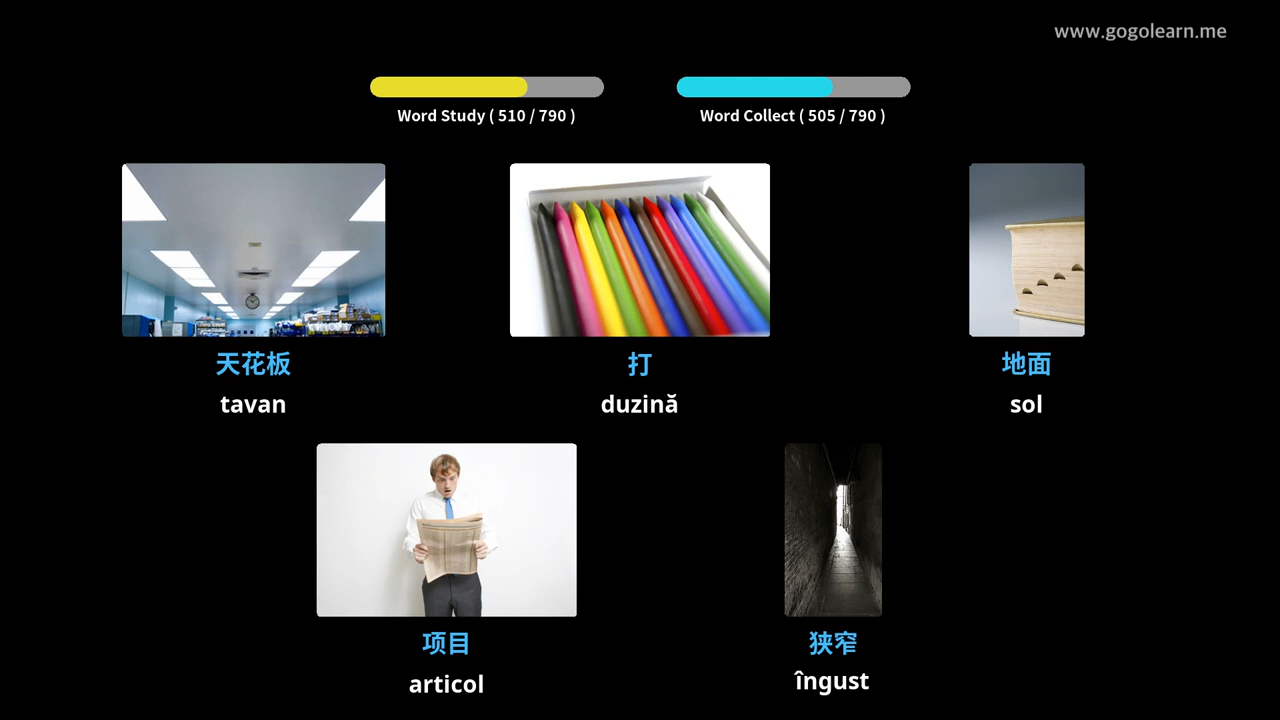 www.gogolearn.me
Word Study ( 510 / 790 )
Word Collect ( 505 / 790 )
天花板
打
地面
tavan
duzină
sol
项目
狭窄
articol
îngust